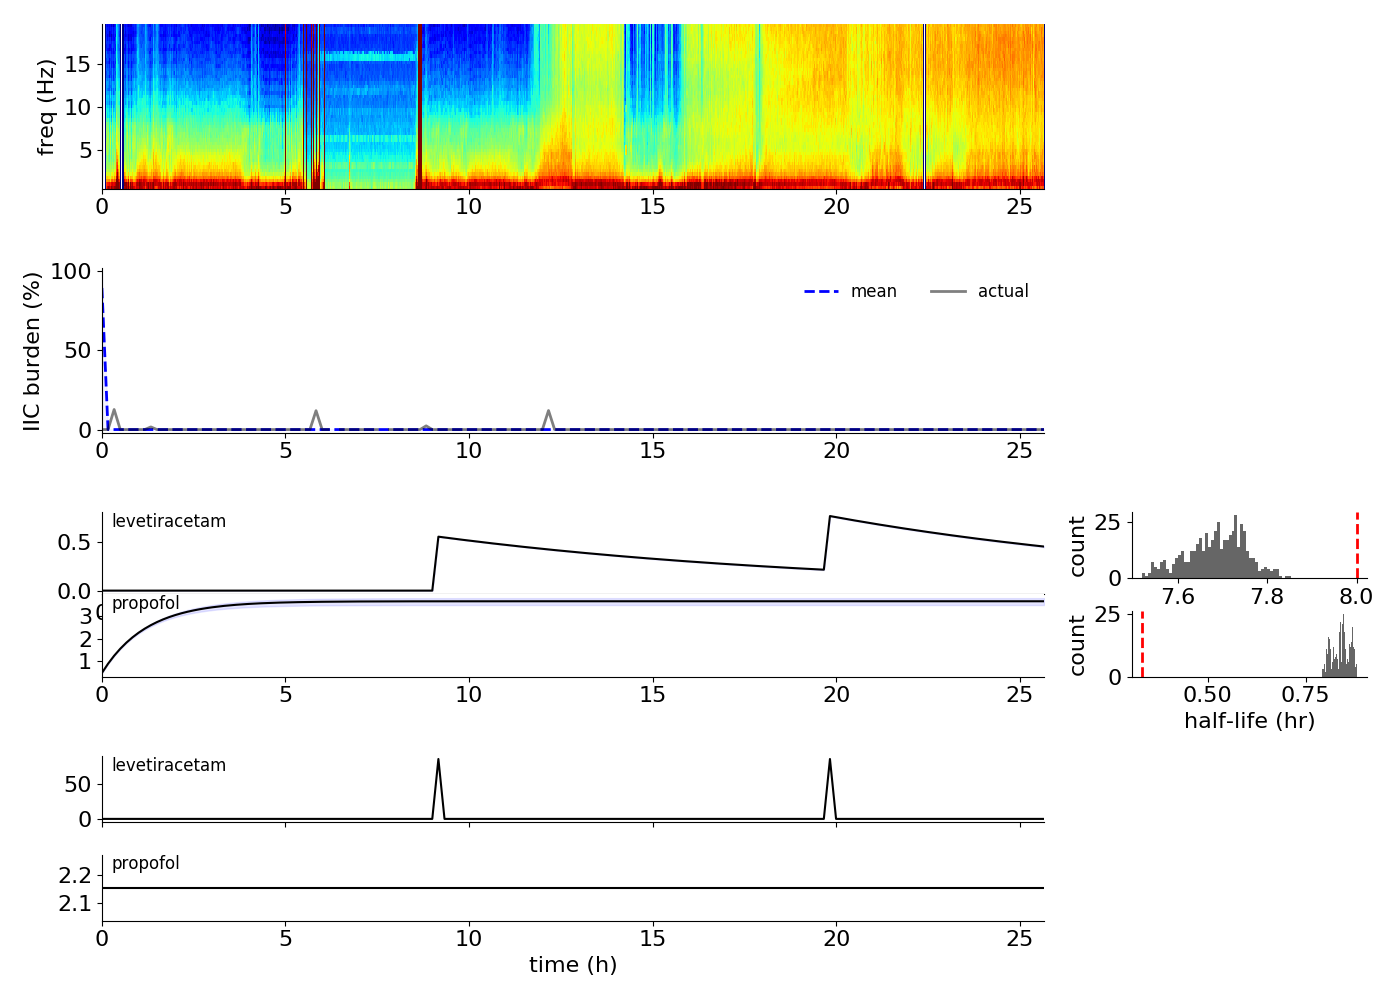 freq (Hz)
15
10
5
0 5 10 15 20 25
IIC burden (%)
100
50
0
mean actual
0 5 10 15 20 25
levetiracetam
0.5
0.0
0
count
25
0
7.6 7.8 8.0
propofol
3
2
1
0 5 10 15 20 25
count
25
0
0.50 0.75
half-life (hr)
levetiracetam
50
0
propofol
2.2
2.1
0 5 10 15 20 25
time (h)